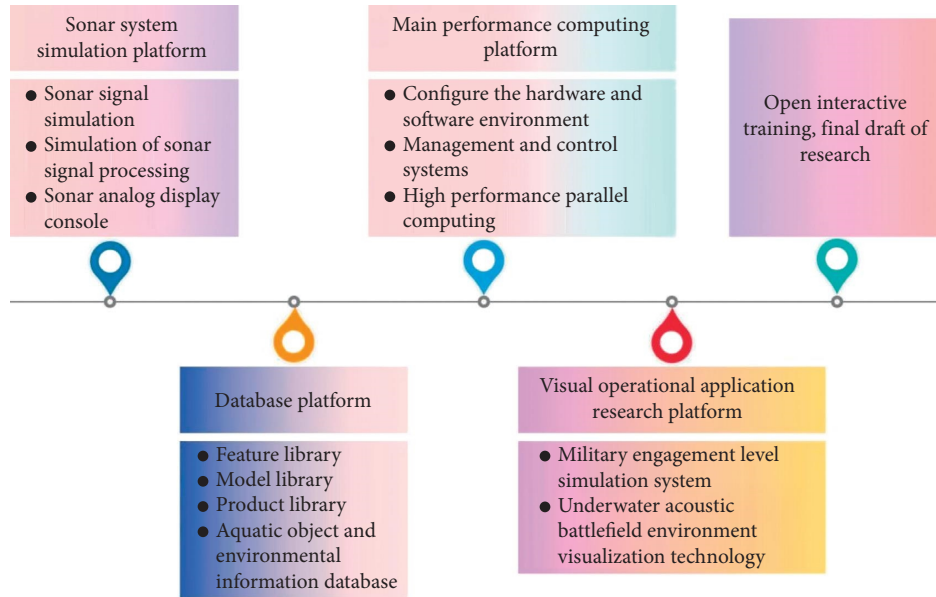 Sonar system
simulation platform
● Sonar signal
simulation
● Simulation of sonar
signal processing
● Sonar analog display
console
Main performance computing
platform
● Configure the hardware and
software environment
● Management and control
systems
● High performance parallel
computing
Open interactive
training, final draft of
research
Database platform
● Feature library
● Model library
● Product library
● Aquatic object and
environmental
information database
Visual operational application
research platform
● Military engagement level
simulation system
● Underwater acoustic
battlefield environment
visualization technology